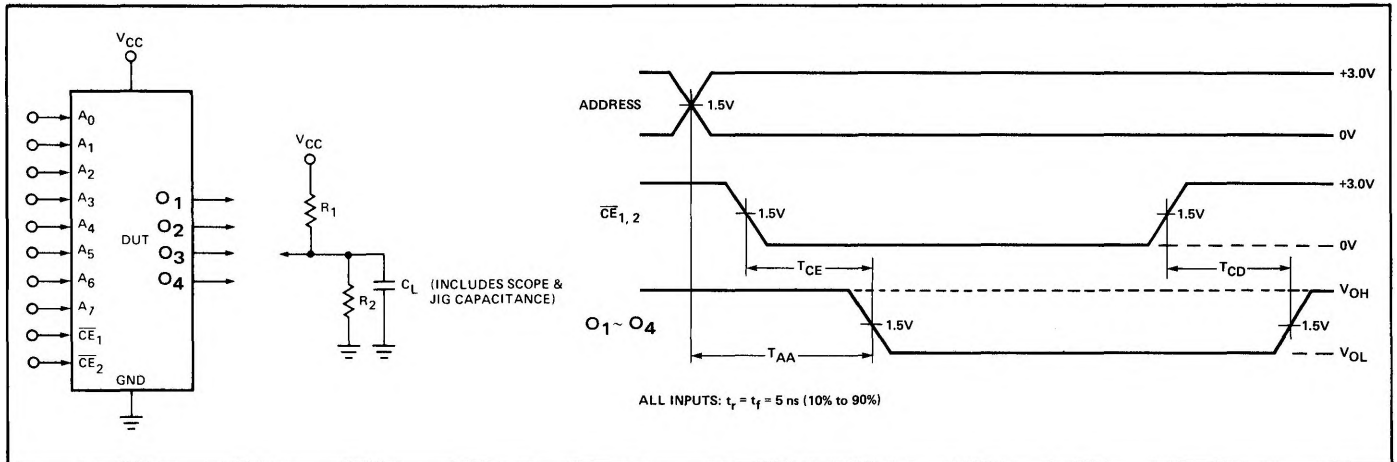 VCC
A0
A1
A2
A3
A4
A5
A6
A7
CE1
CE2
O1
O2
O3
O4
DUT
GND
VCC
R1
R2
CL (INCLUDES SCOPE &
JIG CAPACITANCE)
ADDRESS
1.5V
+3.0V
0V
CE1, 2
1.5V
1.5V
+3.0V
0V
TCE
TCD
O1~ O4
1.5V
1.5V
VOH
VOL
TAA
ALL INPUTS: tr = tf = 5 ns (10% to 90%)